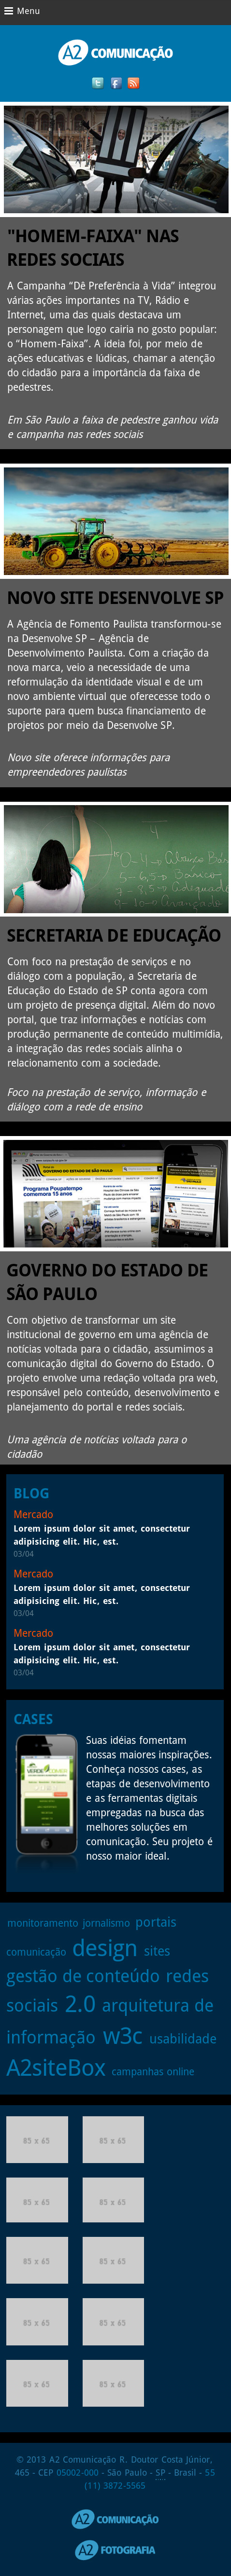 Menu
A2 COMUNICAÇÃO
"HOMEM-FAIXA" NAS
REDES SOCIAIS
A Campanha “Dê Preferência à Vida” integrou
várias ações importantes na TV, Rádio e
Internet, uma das quais destacava um
personagem que logo cairia no gosto popular:
o “Homem-Faixa”. A ideia foi, por meio de
ações educativas e lúdicas, chamar a atenção
do cidadão para a importância da faixa de
pedestres.
Em São Paulo a faixa de pedestre ganhou vida
e campanha nas redes sociais
NOVO SITE DESENVOLVE SP
A Agência de Fomento Paulista transformou-se
na Desenvolve SP – Agência de
Desenvolvimento Paulista. Com a criação da
nova marca, veio a necessidade de uma
reformulação da identidade visual e de um
novo ambiente virtual que oferecesse todo o
suporte para quem busca financiamento de
projetos por meio da Desenvolve SP.
Novo site oferece informações para
empreendedores paulistas
SECRETARIA DE EDUCAÇÃO
Com foco na prestação de serviços e no
diálogo com a população, a Secretaria de
Educação do Estado de SP conta agora com
um projeto de presença digital. Além do novo
portal, que traz informações e notícias com
produção permanente de conteúdo multimídia,
a integração das redes sociais alinha o
relacionamento com a sociedade.
Foco na prestação de serviço, informação e
diálogo com a rede de ensino
GOVERNO DO ESTADO DE SÃO PAULO
Programa Poupatempo
comemora 15 anos
GOVERNO DO ESTADO DE
SÃO PAULO
Com objetivo de transformar um site
institucional de governo em uma agência de
notícias voltada para o cidadão, assumimos a
comunicação digital do Governo do Estado. O
projeto envolve uma redação voltada pra web,
responsável pelo conteúdo, desenvolvimento e
planejamento do portal e redes sociais.
Uma agência de notícias voltada para o
cidadão
BLOG
Mercado
Lorem ipsum dolor sit amet, consectetur
adipisicing elit. Hic, est.
03/04
Mercado
Lorem ipsum dolor sit amet, consectetur
adipisicing elit. Hic, est.
03/04
Mercado
Lorem ipsum dolor sit amet, consectetur
adipisicing elit. Hic, est.
03/04
CASES
Suas idéias fomentam
nossas maiores inspirações.
Conheça nossos cases, as
etapas de desenvolvimento
e as ferramentas digitais
empregadas na busca das
melhores soluções em
comunicação. Seu projeto é
nosso maior ideal.
monitoramento jornalismo portais
comunicação design sites
gestão de conteúdo redes
sociais 2.0 arquitetura de
informação w3c usabilidade
A2siteBox campanhas online
85 x 65 85 x 65
85 x 65 85 x 65
85 x 65 85 x 65
85 x 65 85 x 65
85 x 65 85 x 65
© 2013 A2 Comunicação R. Doutor Costa Júnior,
465 - CEP 05002-000 - São Paulo - SP - Brasil - 55
(11) 3872-5565
A2 COMUNICAÇÃO
A2 FOTOGRAFIA